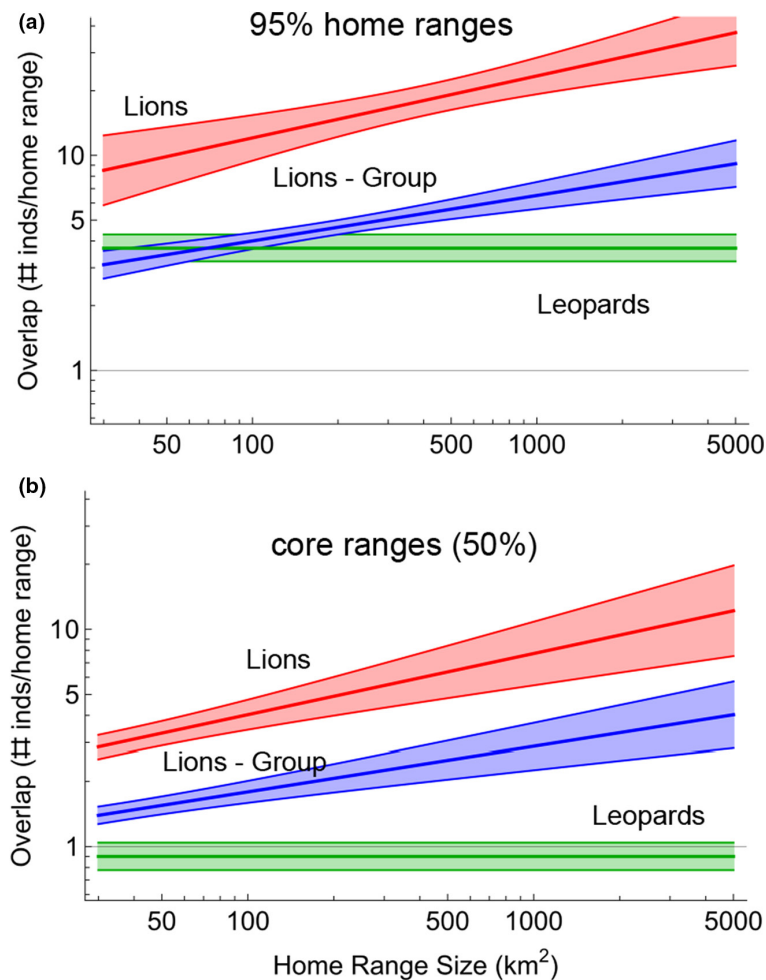 (a)
95% home ranges
Lions
Lions - Group
Leopards
Overlap (# inds/home range)
10
5
1
50 100 500 1000 5000
(b)
core ranges (50%)
Lions
Lions - Group
Leopards
Overlap (# inds/home range)
10
5
1
50 100 500 1000 5000
Home Range Size (km²)